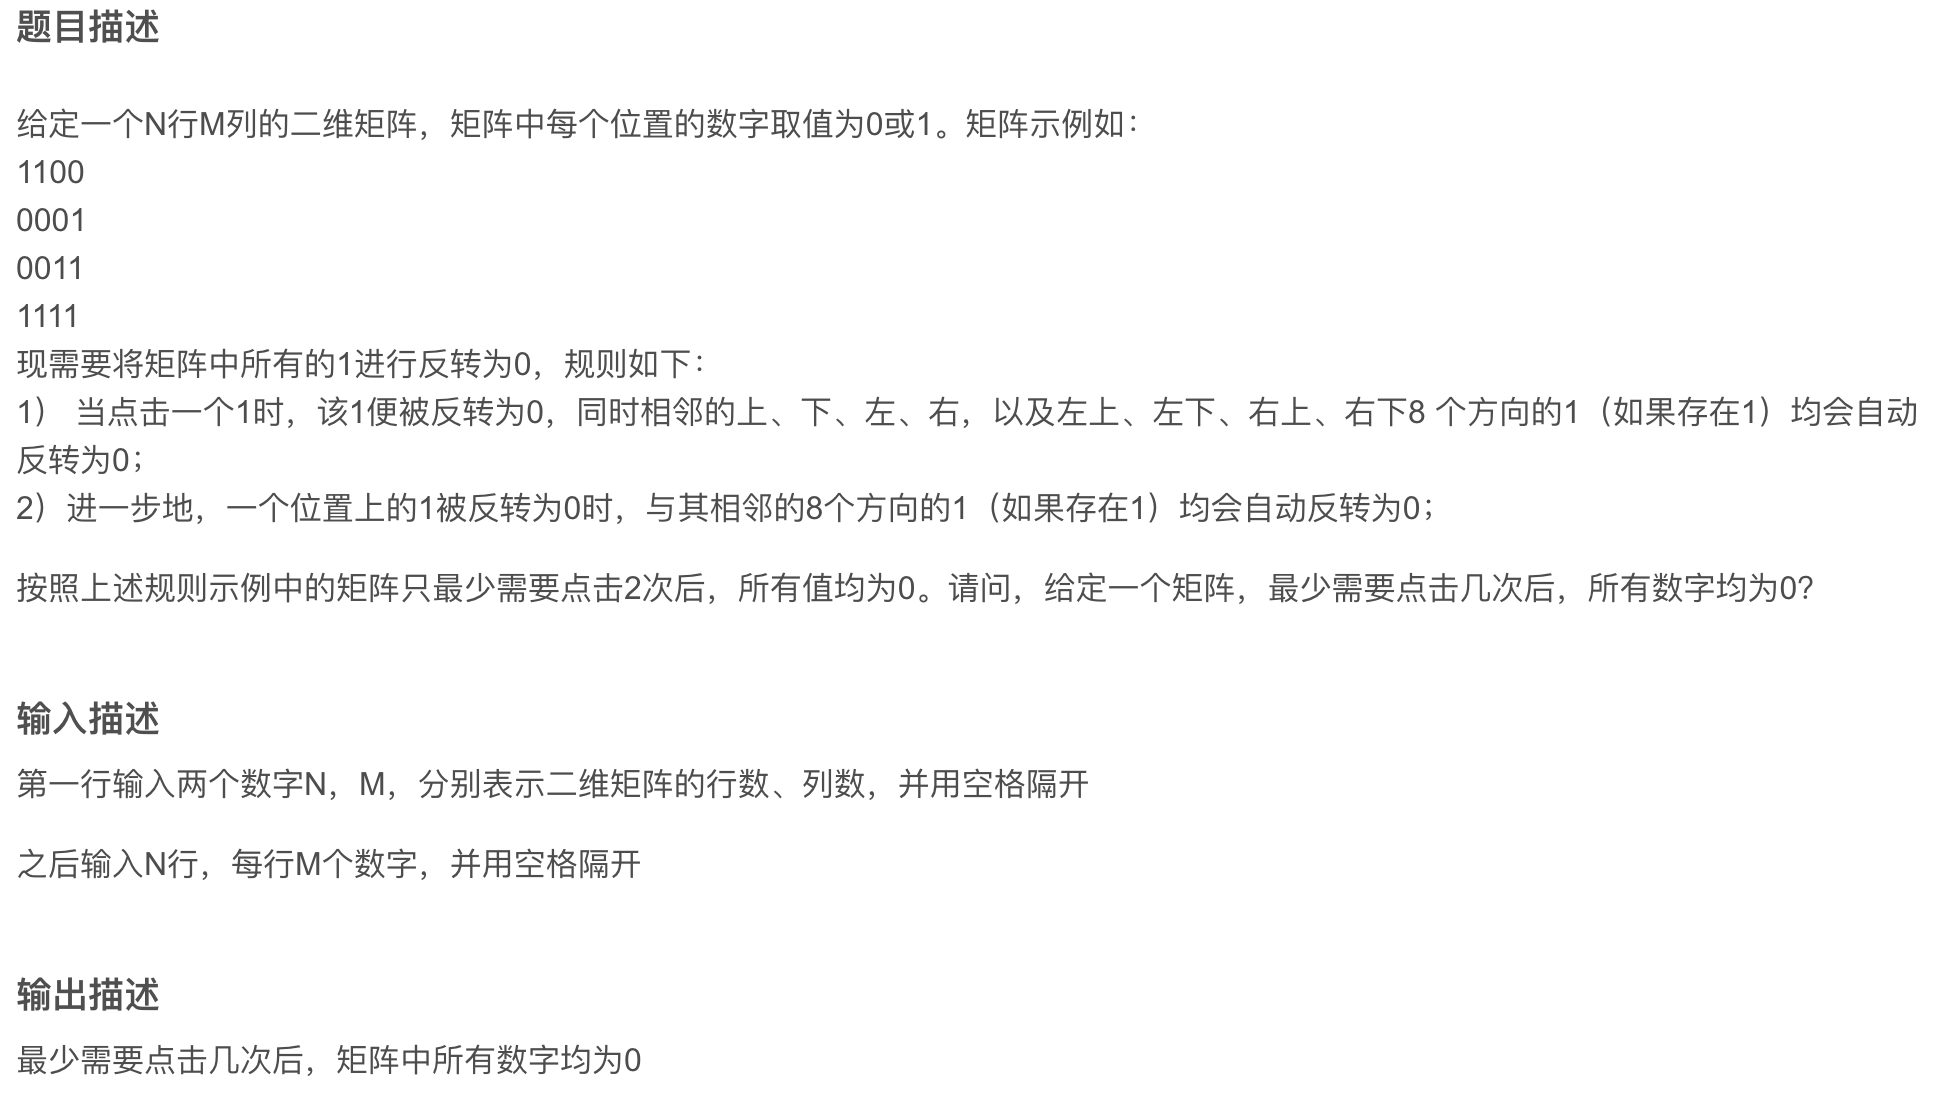 题目描述
给定一个N行M列的二维矩阵，矩阵中每个位置的数字取值为0或1。矩阵示例如：
1100
0001
0011
1111
现需要将矩阵中所有的1进行反转为0，规则如下：
1） 当点击一个1时，该1便被反转为0，同时相邻的上、下、左、右，以及左上、左下、右上、右下8 个方向的1（如果存在1）均会自动
反转为0；
2）进一步地，一个位置上的1被反转为0时，与其相邻的8个方向的1（如果存在1）均会自动反转为0；
按照上述规则示例中的矩阵只最少需要点击2次后，所有值均为0。请问，给定一个矩阵，最少需要点击几次后，所有数字均为0？
输入描述
第一行输入两个数字N，M，分别表示二维矩阵的行数、列数，并用空格隔开
之后输入N行，每行M个数字，并用空格隔开
输出描述
最少需要点击几次后，矩阵中所有数字均为0